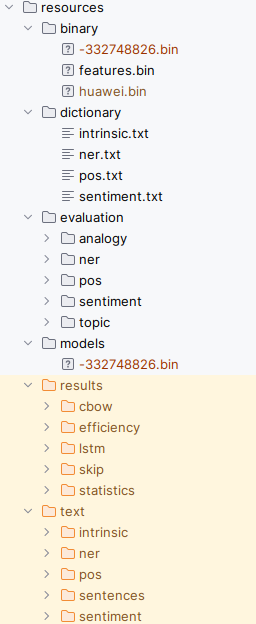 resources
binary
-332748826.bin
features.bin
huawei.bin
dictionary
intrinsic.txt
ner.txt
pos.txt
sentiment.txt
evaluation
analogy
ner
pos
sentiment
topic
models
-332748826.bin
results
cbow
efficiency
lstm
skip
statistics
text
intrinsic
ner
pos
sentences
sentiment